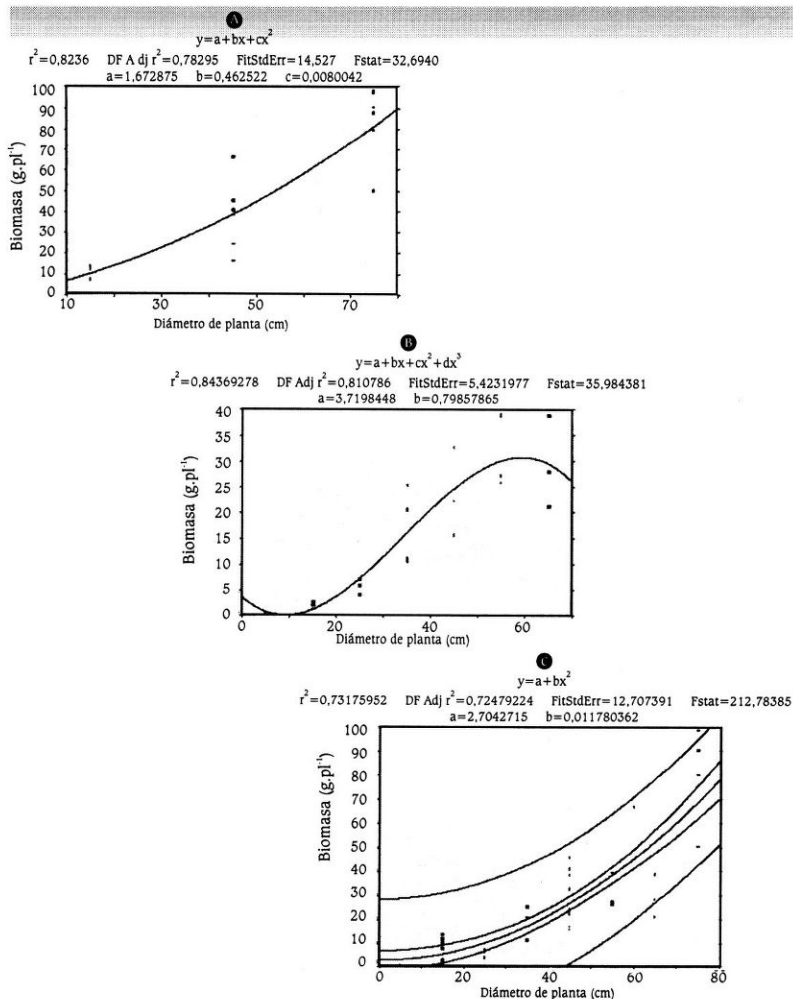 A
y=a+bx+cx²
r²=0,8236 DF A dj r²=0,78295 FitStdErr=14,527 Fstat=32,6940
a=1,672875 b=0,462522 c=0,0080042
Biomasa (g.pl⁻¹)
100
90
80
70
60
50
40
30
20
10
0
10 30 50 70
Diámetro de planta (cm)
B
y=a+bx+cx²+dx³
r²=0,84369278 DF Adj r²=0,810786 FitStdErr=5,4231977 Fstat=35,984381
a=3,7198448 b=0,79857865
Biomasa (g.pl⁻¹)
40
35
30
25
20
15
10
5
0
0 20 40 60
Diámetro de planta (cm)
C
y=a+bx²
r²=0,73175952 DF Adj r²=0,72479224 FitStdErr=12,707391 Fstat=212,78385
a=2,7042715 b=0,011780362
Biomasa (g.pl⁻¹)
100
90
80
70
60
50
40
30
20
10
0
0 20 40 60 80
Diámetro de planta (cm)